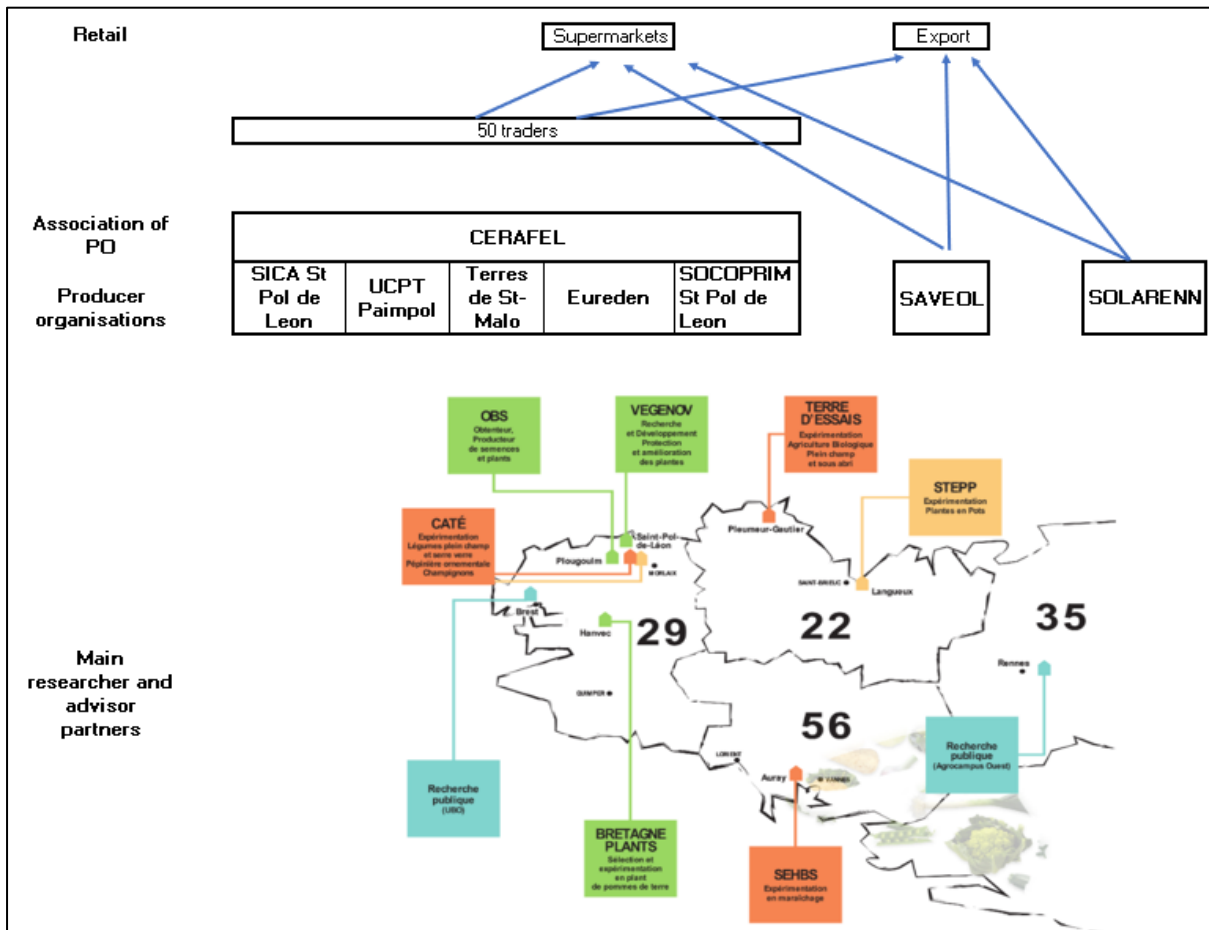 Retail
Supermarkets
Export
50 traders
Association of
PO
CERAFEL
Producer
organisations
SICA St
Pol de
Leon
UCPT
Paimpol
Terres
de St-
Malo
Eureden
SOCOPRIM
St Pol de
Leon
SAVEOL
SOLARENN
Main
researcher and
advisor
partners
OBS
Obtenteur,
Producteur
de semences
et plants
VEGENOV
Recherche
et Développement
Protection
et amélioration
des plantes
TERRE
D'ESSAIS
Expérimentation
Agriculture Biologique
Plein champ
et sous abri
STEPP
Expérimentation
Plantes en Pots
CATÉ
Expérimentation
Légumes plein champ
et serre verre
Pépinière ornementale
Champignons
Saint-Pol-
de-Léon
Plougoulm
MORLAIX
Pleumeur-Gautier
SAINT-BRIEUC
Langueux
Brest
Hanvec
29
22
35
Rennes
QUIMPER
56
LORIENT
Auray
VANNES
Recherche
publique
(UBO)
Recherche
publique
(Agrocampus Ouest)
BRETAGNE
PLANTS
Sélection et
expérimentation
en plant
de pommes de terre
SEHBS
Expérimentation
en maraîchage